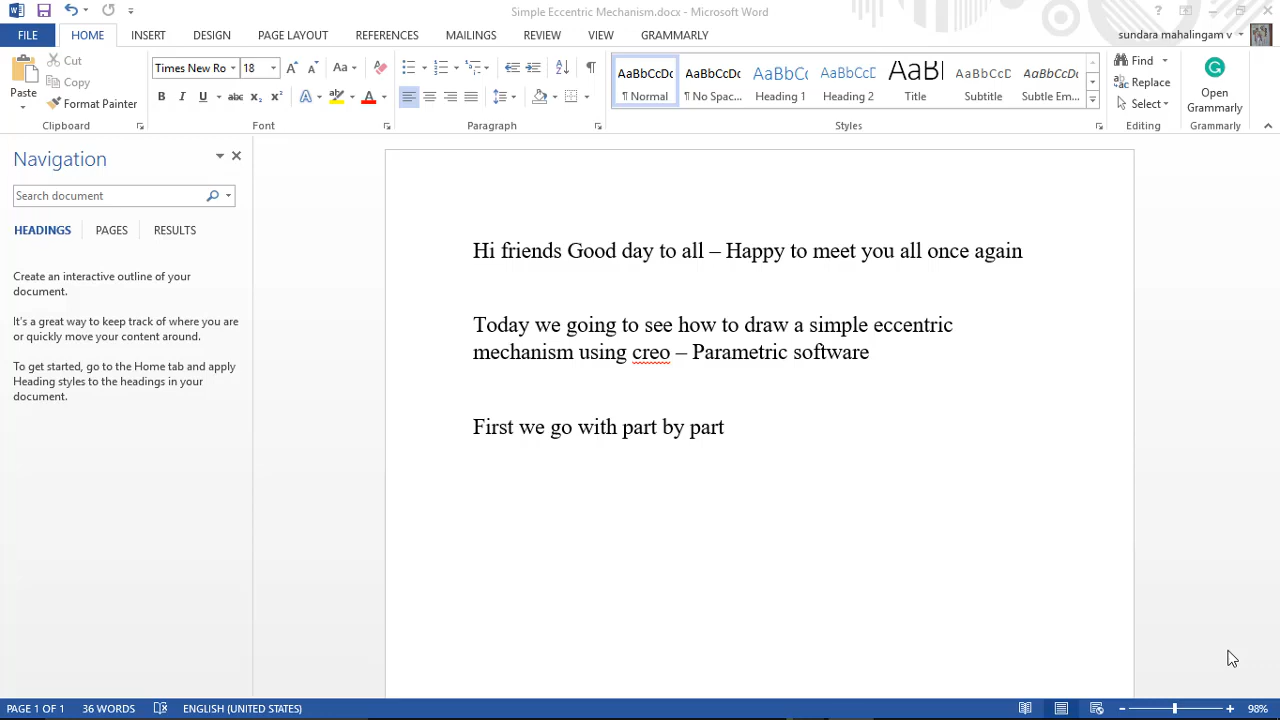 Simple Eccentric Mechanism.docx - Microsoft Word
FILE HOME INSERT DESIGN PAGE LAYOUT REFERENCES MAILINGS REVIEW VIEW GRAMMARLY sundara mahalingam v
Paste Cut Copy Format Painter
Clipboard
Times New Ro 18 Aa
B I U abc x₂ x² A A
Font
Paragraph
AaBbCcDc AaBbCcDc AaBbCc AaBbCcD AaBb AaBbCcD AaBbCcDc
¶ Normal ¶ No Spac... Heading 1 Heading 2 Title Subtitle Subtle Em...
Styles
Find
Replace
Select
Editing
Open
Grammarly
Grammarly
Navigation
Search document
HEADINGS PAGES RESULTS
Create an interactive outline of your
document.
It's a great way to keep track of where you are
or quickly move your content around.
To get started, go to the Home tab and apply
Heading styles to the headings in your
document.
Hi friends Good day to all – Happy to meet you all once again
Today we going to see how to draw a simple eccentric
mechanism using creo – Parametric software
First we go with part by part
PAGE 1 OF 1 36 WORDS ENGLISH (UNITED STATES) 98%